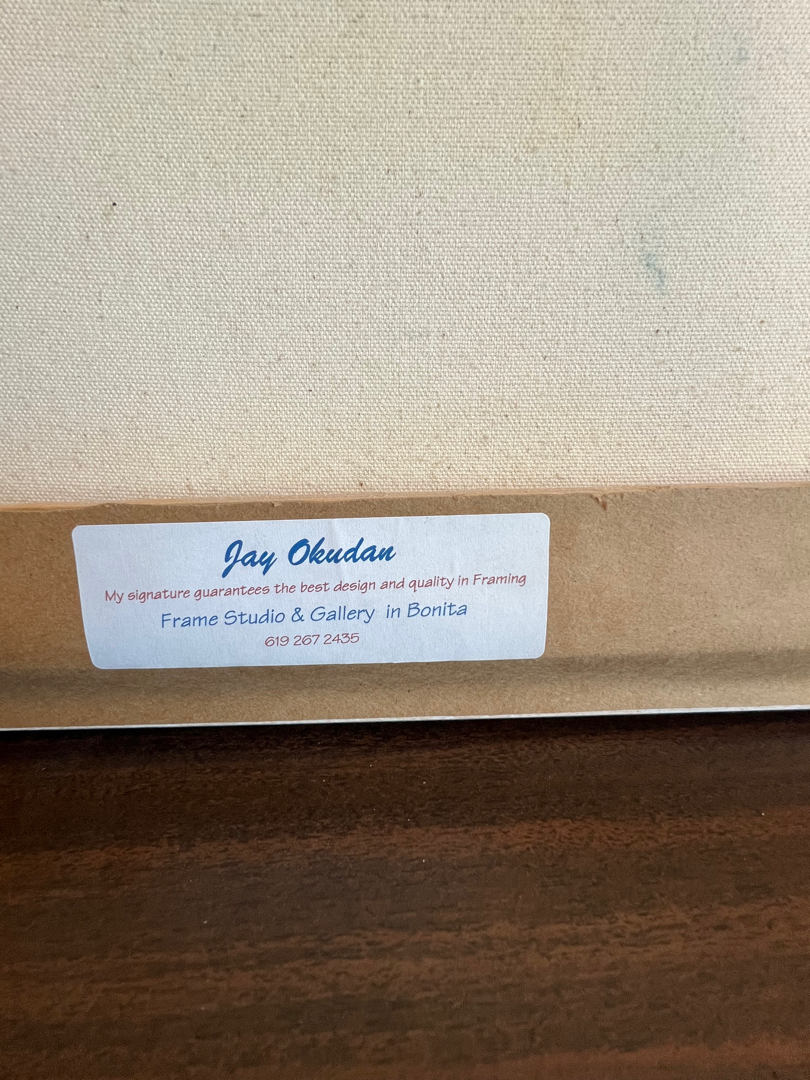 Jay Okudan
My signature guarantees the best design and quality in Framing
Frame Studio & Gallery in Bonita
619 267 2435